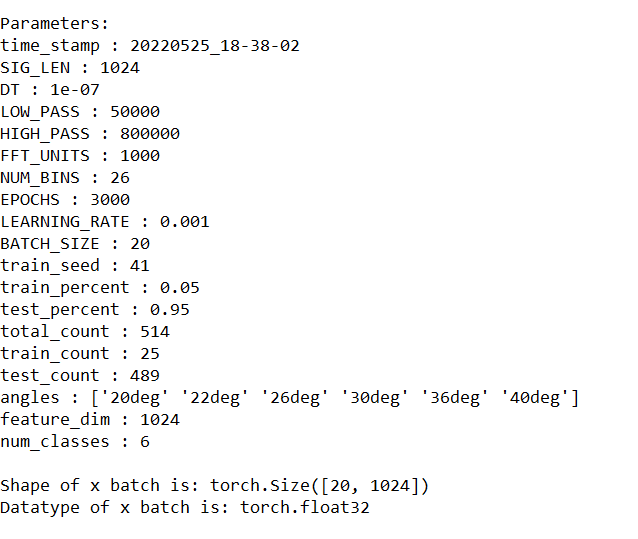 Parameters:
time_stamp : 20220525_18-38-02
SIG_LEN : 1024
DT : 1e-07
LOW_PASS : 50000
HIGH_PASS : 800000
FFT_UNITS : 1000
NUM_BINS : 26
EPOCHS : 3000
LEARNING_RATE : 0.001
BATCH_SIZE : 20
train_seed : 41
train_percent : 0.05
test_percent : 0.95
total_count : 514
train_count : 25
test_count : 489
angles : ['20deg' '22deg' '26deg' '30deg' '36deg' '40deg']
feature_dim : 1024
num_classes : 6
Shape of x batch is: torch.Size([20, 1024])
Datatype of x batch is: torch.float32